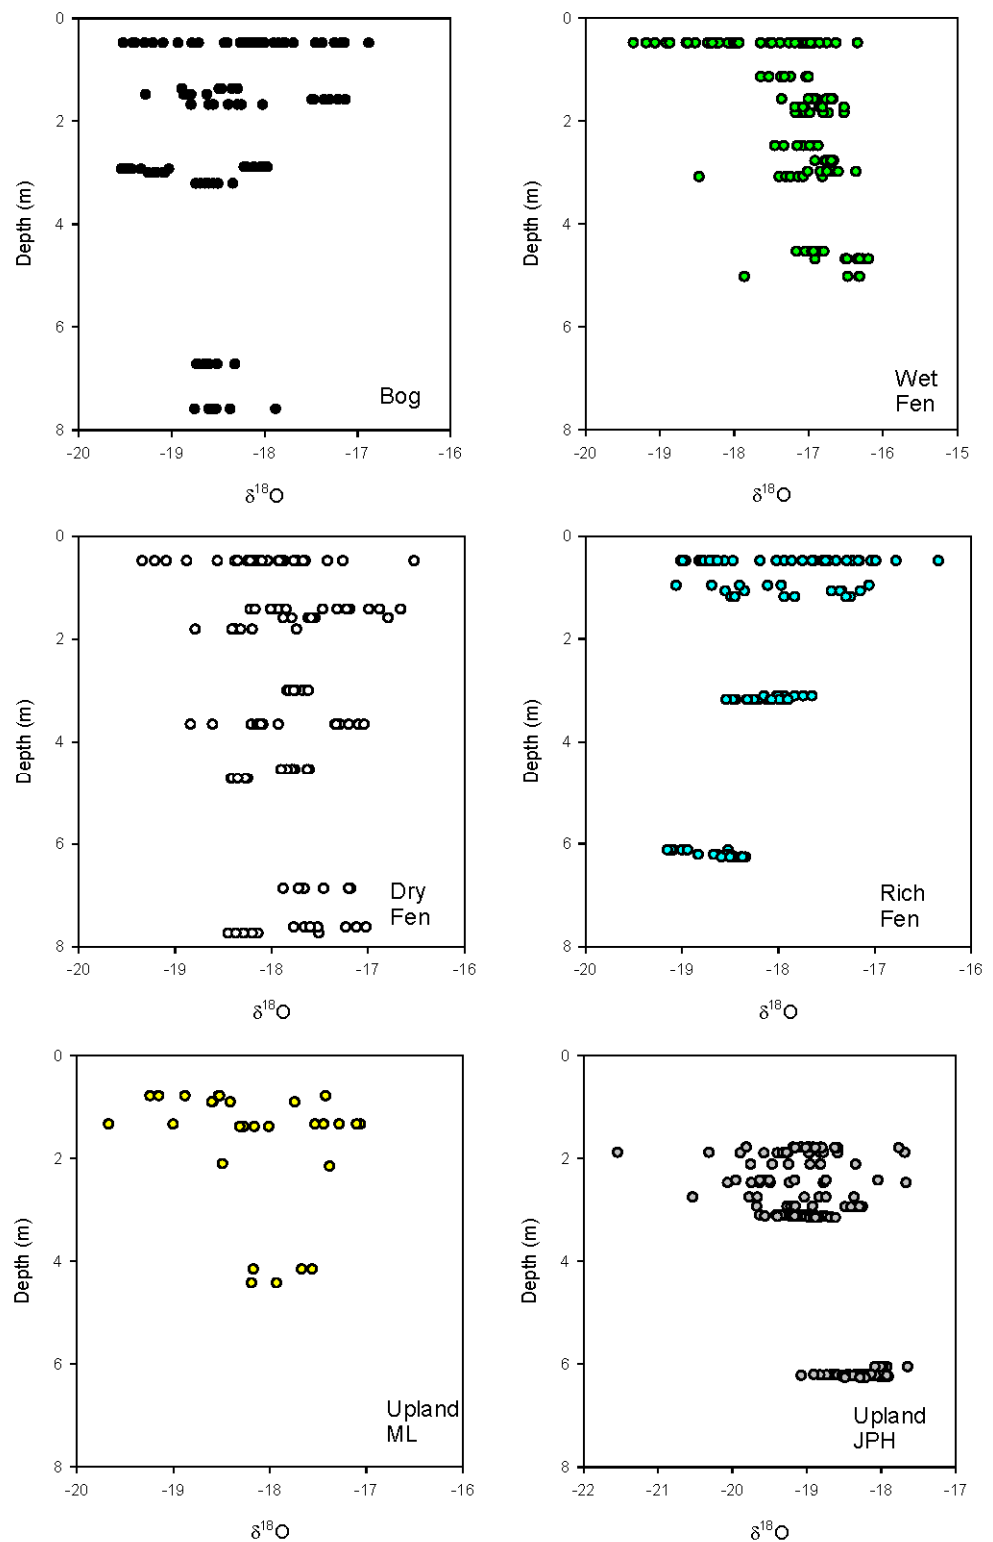 0
2
4
6
8
Depth (m)
-20 -19 -18 -17 -16
δ¹⁸O
Bog
0
2
4
6
8
Depth (m)
-20 -19 -18 -17 -16 -15
δ¹⁸O
Wet
Fen
0
2
4
6
8
Depth (m)
-20 -19 -18 -17 -16
δ¹⁸O
Dry
Fen
0
2
4
6
8
Depth (m)
-20 -19 -18 -17 -16
δ¹⁸O
Rich
Fen
0
2
4
6
8
Depth (m)
-20 -19 -18 -17 -16
δ¹⁸O
Upland
ML
0
2
4
6
8
Depth (m)
-22 -21 -20 -19 -18 -17
δ¹⁸O
Upland
JPH